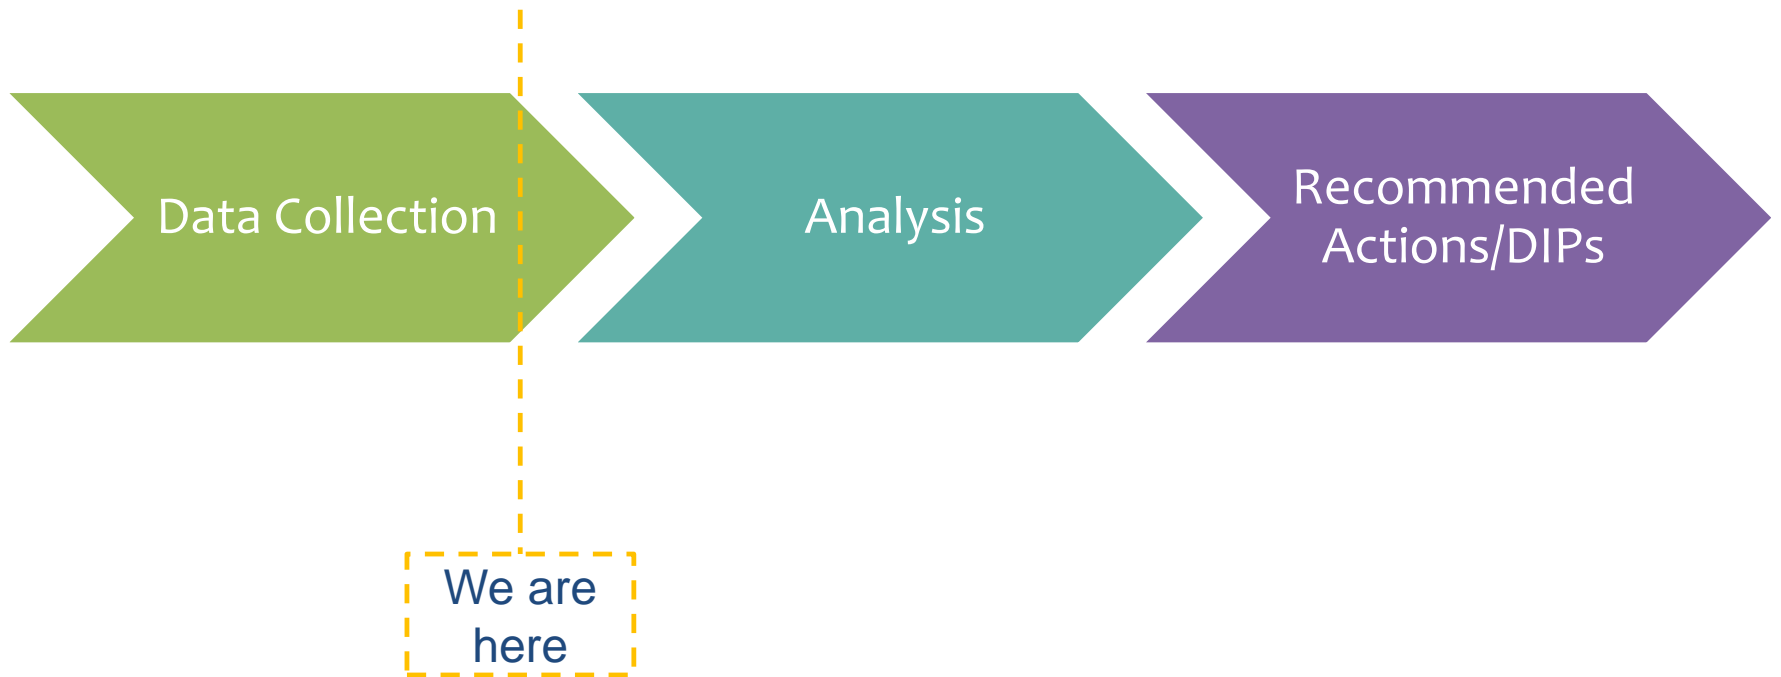 Data Collection
Analysis
Recommended
Actions/DIPs
We are
here